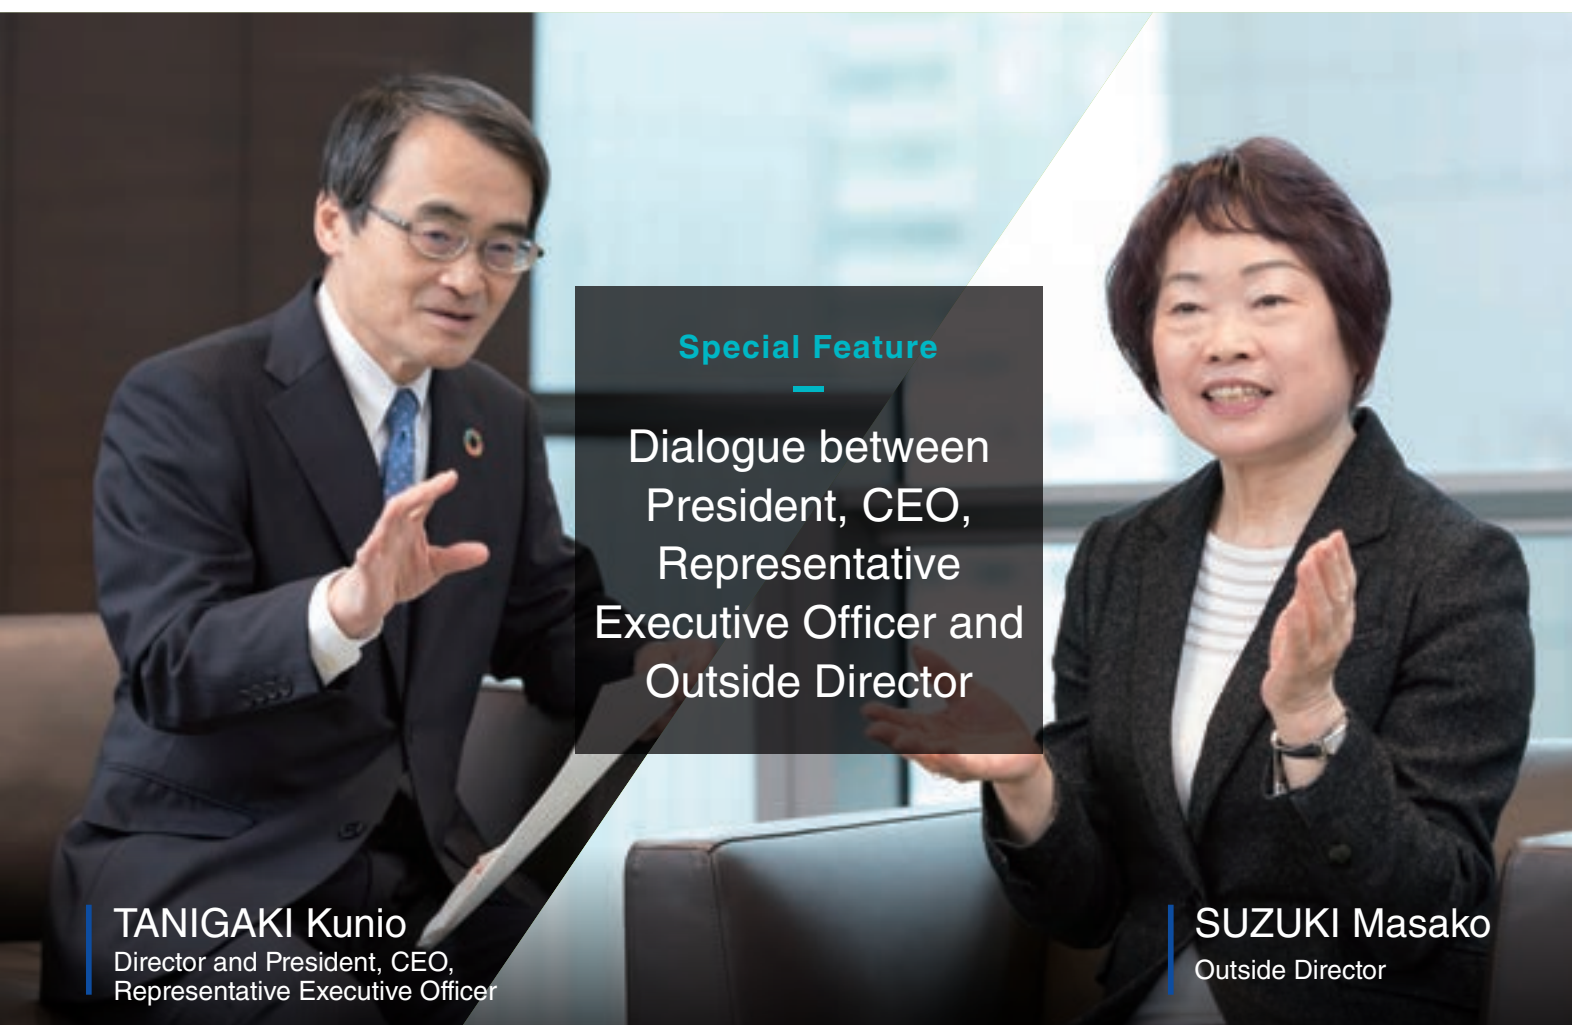 Special Feature
Dialogue between
President, CEO,
Representative
Executive Officer and
Outside Director
TANIGAKI Kunio
Director and President, CEO,
Representative Executive Officer
SUZUKI Masako
Outside Director